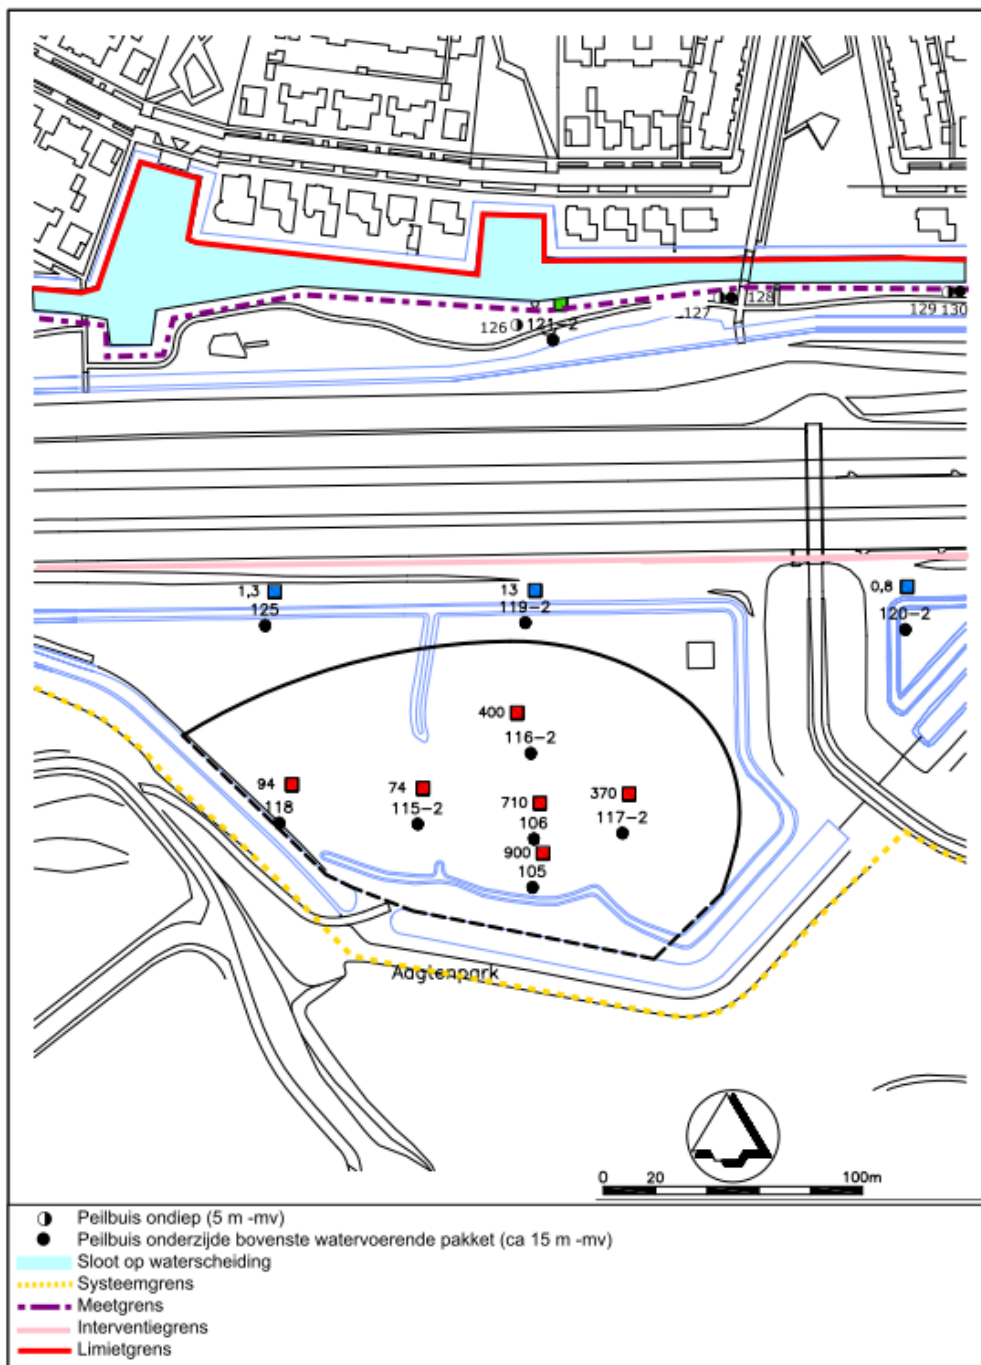 128
127
129 130
126 121-2
1,3
125
13
119-2
0,8
120-2
400
116-2
94
118
74
115-2
710
106
370
117-2
900
105
Aagtenpark
0 20 100m
Peilbuis ondiep (5 m -mv)
Peilbuis onderzijde bovenste watervoerende pakket (ca 15 m -mv)
Sloot op waterscheiding
Systeemgrens
Meetgrens
Interventiegrens
Limietgrens